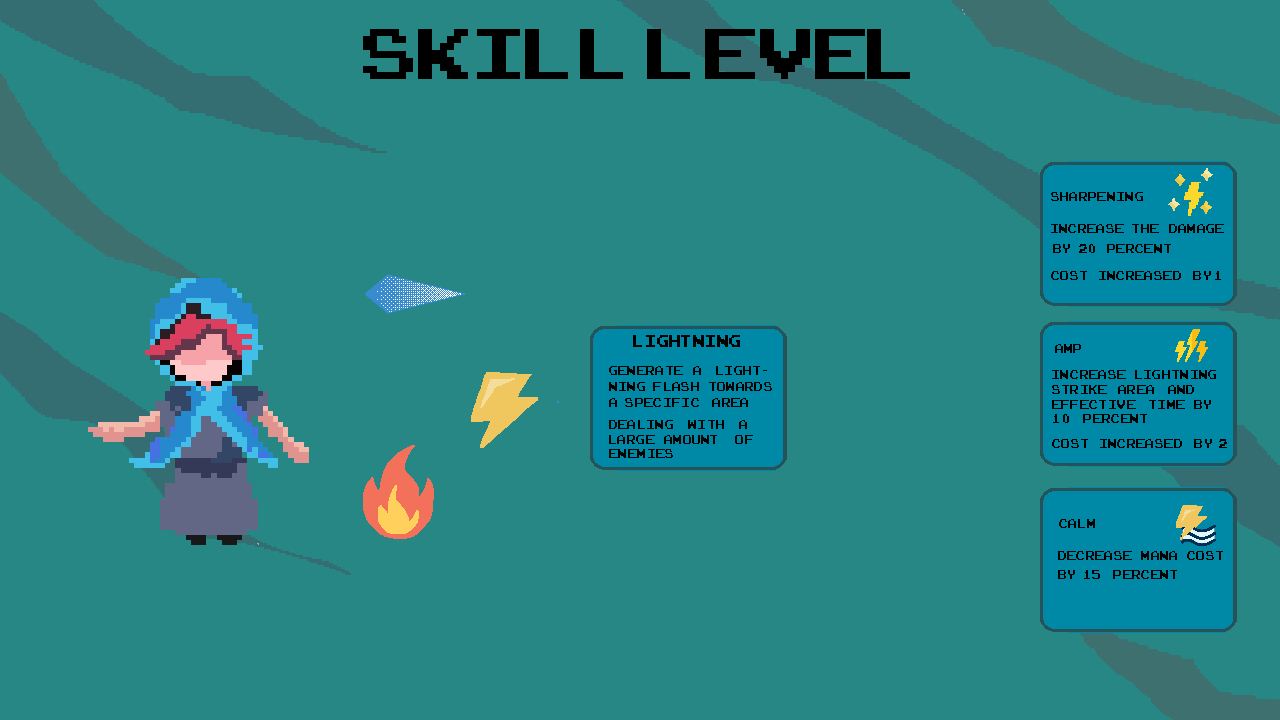 SKILL LEVEL
LIGHTNING
GENERATE A LIGHT-
NING FLASH TOWARDS
A SPECIFIC AREA
DEALING WITH A
LARGE AMOUNT OF
ENEMIES
SHARPENING
INCREASE THE DAMAGE
BY 20 PERCENT
COST INCREASED BY 1
AMP
INCREASE LIGHTNING
STRIKE AREA AND
EFFECTIVE TIME BY
10 PERCENT
COST INCREASED BY 2
CALM
DECREASE MANA COST
BY 15 PERCENT